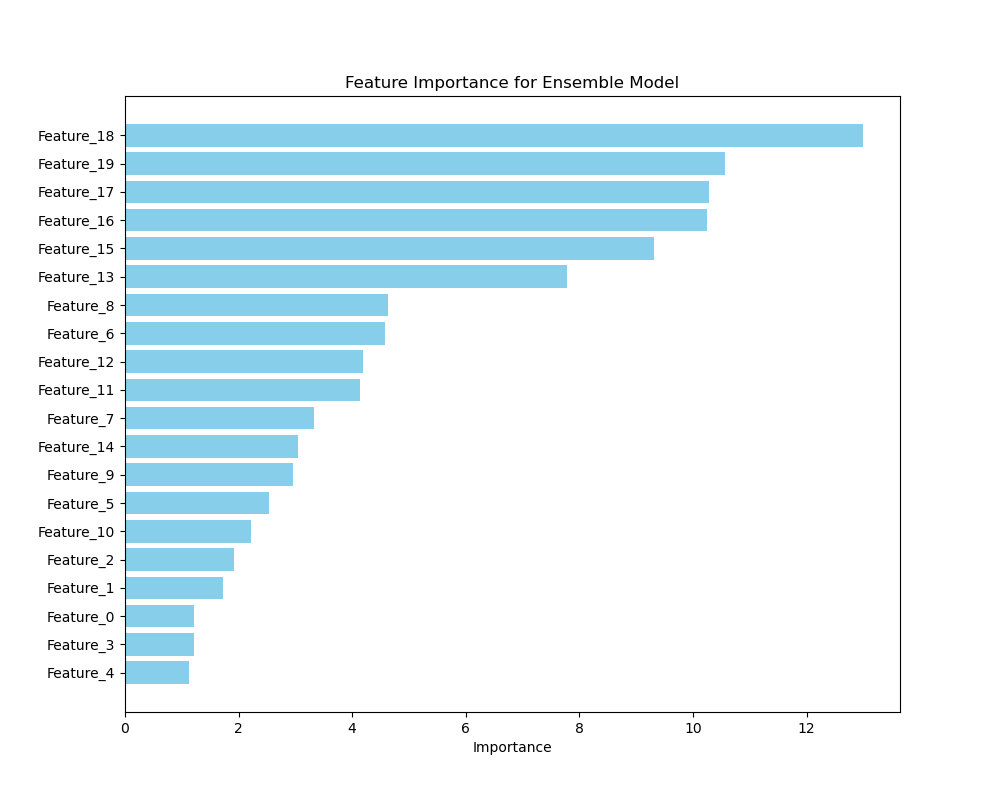 Feature Importance for Ensemble Model
Feature_18
Feature_19
Feature_17
Feature_16
Feature_15
Feature_13
Feature_8
Feature_6
Feature_12
Feature_11
Feature_7
Feature_14
Feature_9
Feature_5
Feature_10
Feature_2
Feature_1
Feature_0
Feature_3
Feature_4
0 2 4 6 8 10 12
Importance